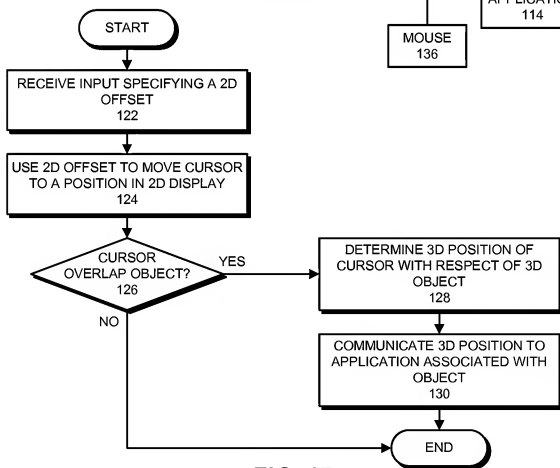 START
114
MOUSE
136
RECEIVE INPUT SPECIFYING A 2D
OFFSET
122
USE 2D OFFSET TO MOVE CURSOR
TO A POSITION IN 2D DISPLAY
124
CURSOR
OVERLAP OBJECT?
126
YES
NO
DETERMINE 3D POSITION OF
CURSOR WITH RESPECT OF 3D
OBJECT
128
COMMUNICATE 3D POSITION TO
APPLICATION ASSOCIATED WITH
OBJECT
130
END